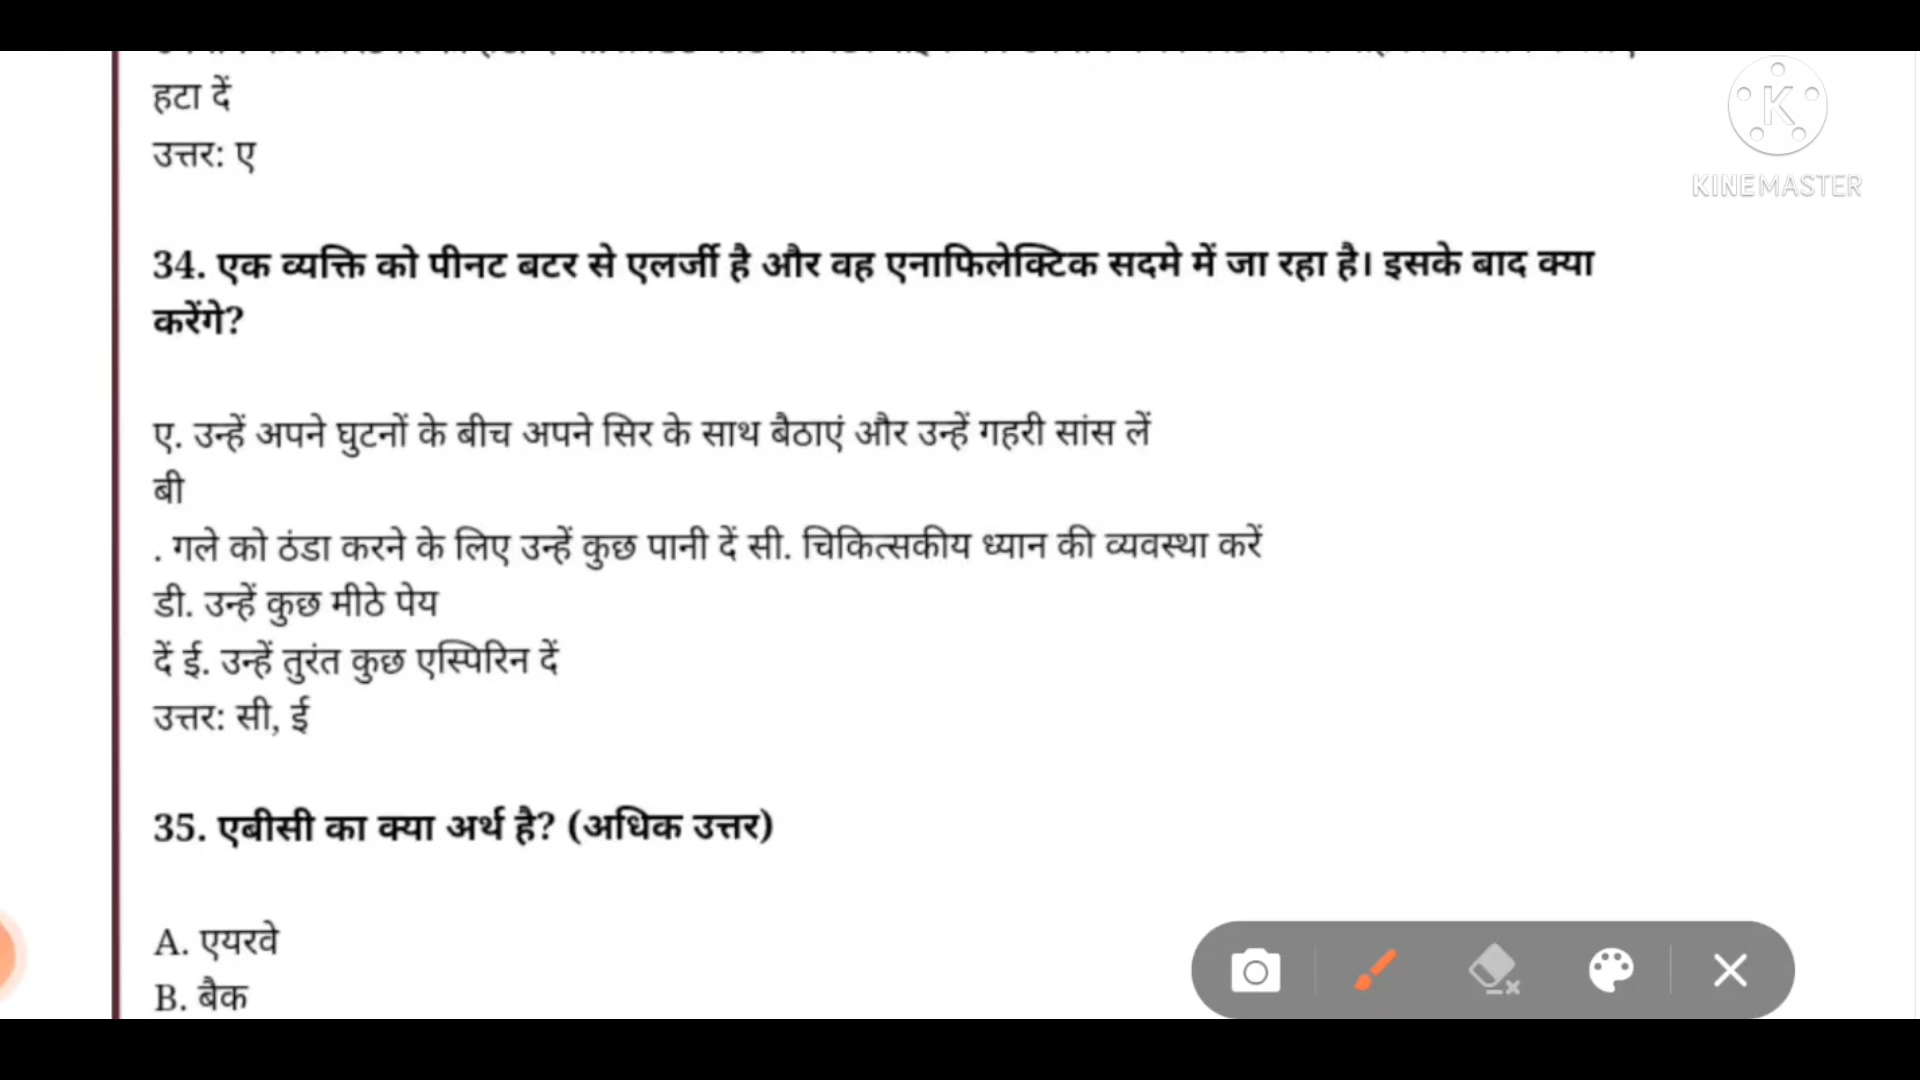 हटा दें
उत्तर: ए
K
KINEMASTER
34. एक व्यक्ति को पीनट बटर से एलर्जी है और वह एनाफिलेक्टिक सदमे में जा रहा है। इसके बाद क्या
करेंगे?
ए. उन्हें अपने घुटनों के बीच अपने सिर के साथ बैठाएं और उन्हें गहरी सांस लें
बी
. गले को ठंडा करने के लिए उन्हें कुछ पानी दें सी. चिकित्सकीय ध्यान की व्यवस्था करें
डी. उन्हें कुछ मीठे पेय
दें ई. उन्हें तुरंत कुछ एस्पिरिन दें
उत्तर: सी, ई
35. एबीसी का क्या अर्थ है? (अधिक उत्तर)
A. एयरवे
B. बैक